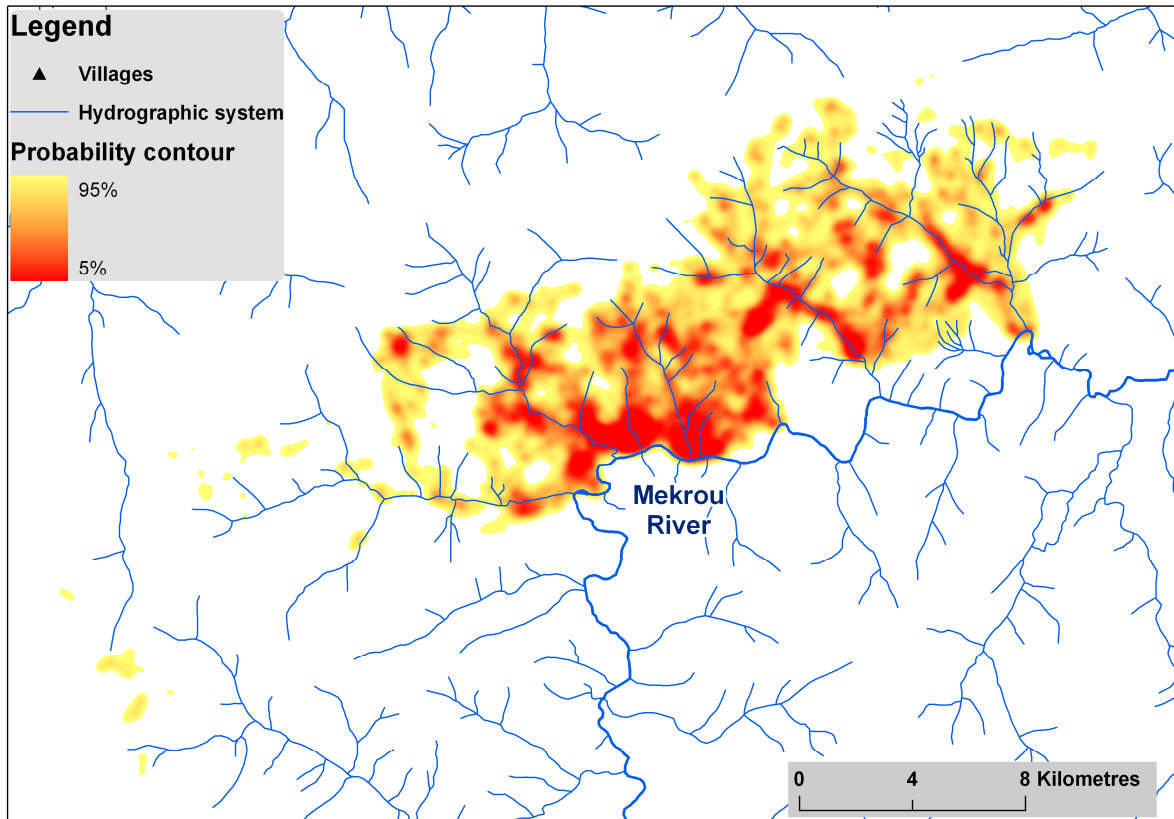 Legend
Villages
Hydrographic system
Probability contour
95%
5%
Mekrou
River
0 4 8 Kilometres